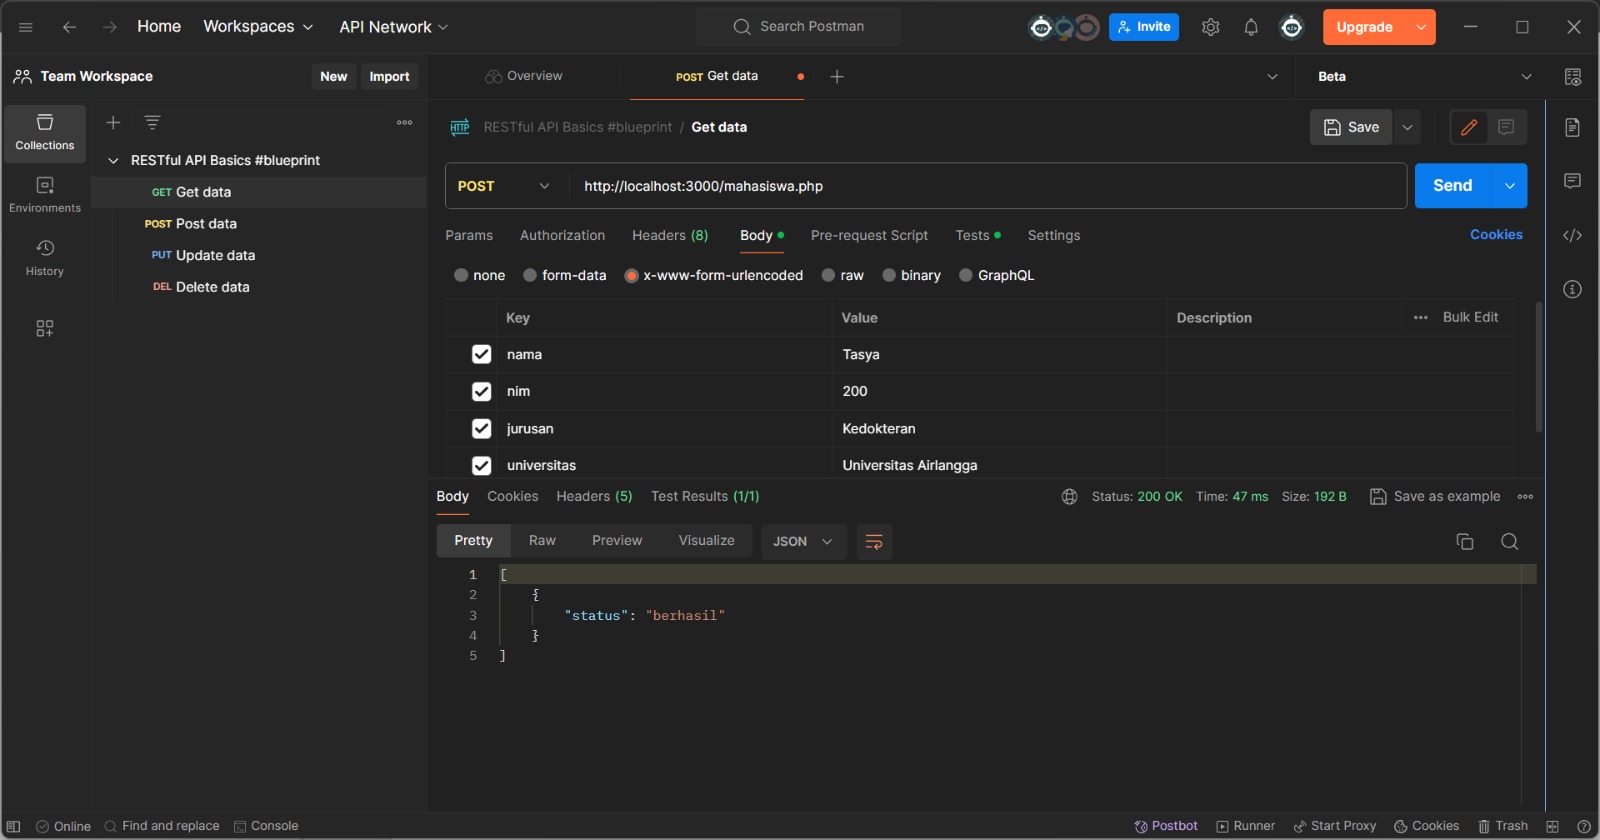 Home Workspaces API Network Search Postman Invite Upgrade
Team Workspace New Import Overview POST Get data Beta
Collections
Environments
History
RESTful API Basics #blueprint
GET Get data
POST Post data
PUT Update data
DEL Delete data
HTTP RESTful API Basics #blueprint / Get data Save
POST http://localhost:3000/mahasiswa.php Send
Params Authorization Headers (8) Body Pre-request Script Tests Settings Cookies
none form-data x-www-form-urlencoded raw binary GraphQL
Key Value Description Bulk Edit
nama Tasya
nim 200
jurusan Kedokteran
universitas Universitas Airlangga
Body Cookies Headers (5) Test Results (1/1) Status: 200 OK Time: 47 ms Size: 192 B Save as example
Pretty Raw Preview Visualize JSON
1 [
2 {
3 "status": "berhasil"
4 }
5 ]
Online Find and replace Console Postbot Runner Start Proxy Cookies Trash